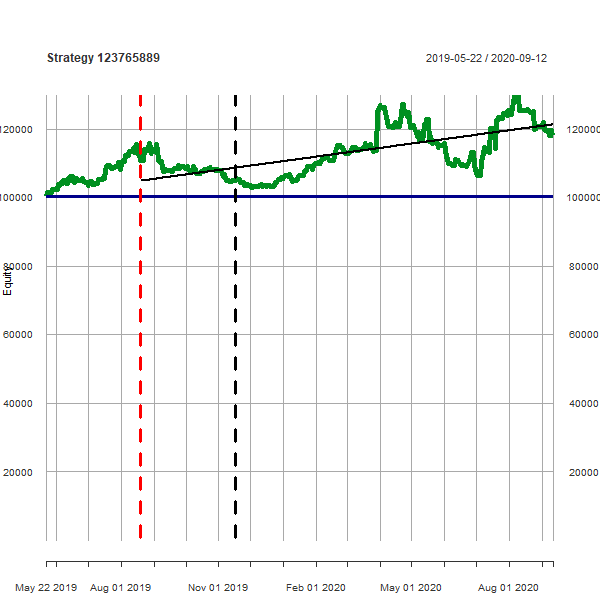 Strategy 123765889
2019-05-22 / 2020-09-12
120000
120000
100000
100000
80000
80000
Equity
60000
60000
40000
40000
20000
20000
May 22 2019
Aug 01 2019
Nov 01 2019
Feb 01 2020
May 01 2020
Aug 01 2020